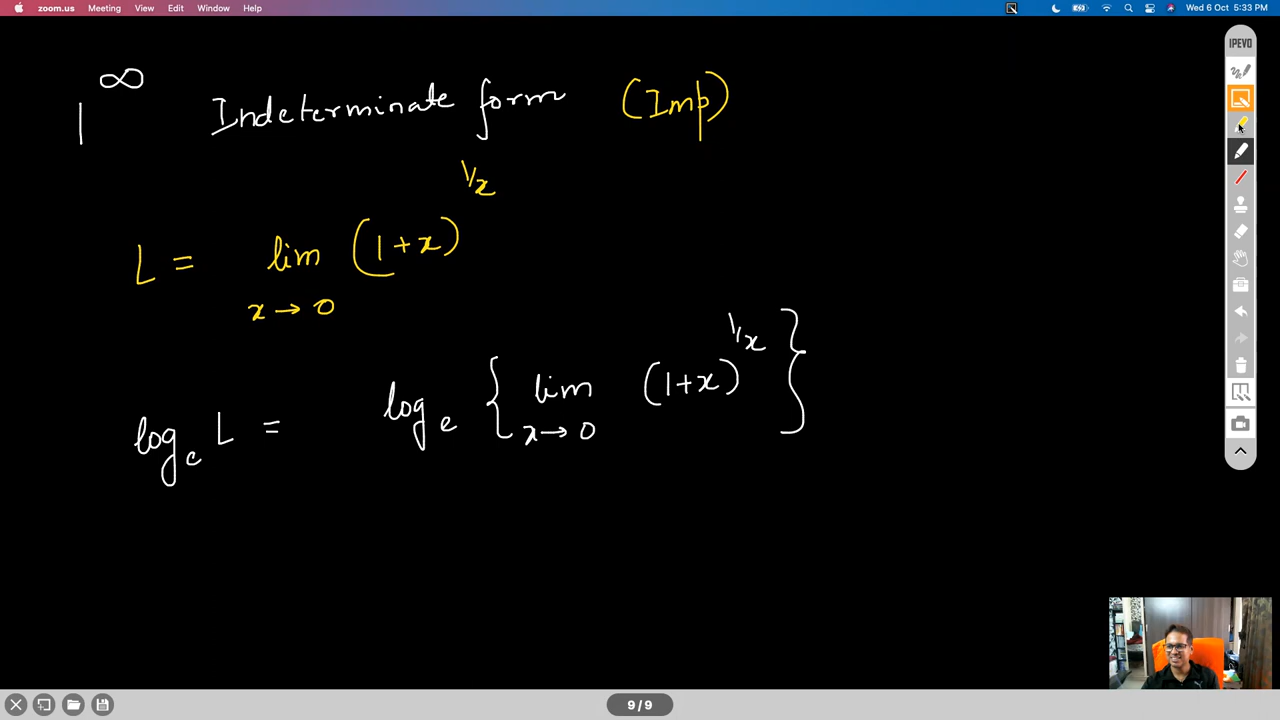 zoom.us Meeting View Edit Window Help Wed 6 Oct 5:33 PM
IPEVO
1^∞ Indeterminate form (Imp)
L = lim (1+x)^1/x
x→0
log_e L = log_e { lim (1+x)^1/x }
x→0
9/9